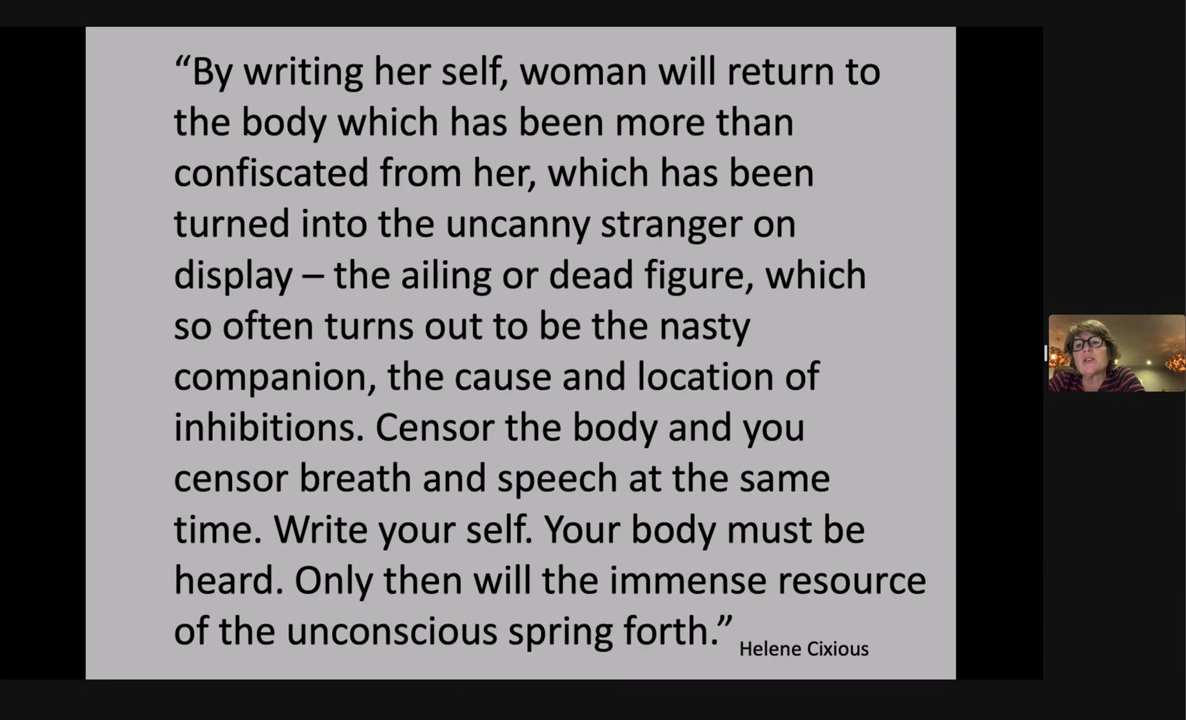 “By writing her self, woman will return to
the body which has been more than
confiscated from her, which has been
turned into the uncanny stranger on
display – the ailing or dead figure, which
so often turns out to be the nasty
companion, the cause and location of
inhibitions. Censor the body and you
censor breath and speech at the same
time. Write your self. Your body must be
heard. Only then will the immense resource
of the unconscious spring forth.”
Helene Cixious